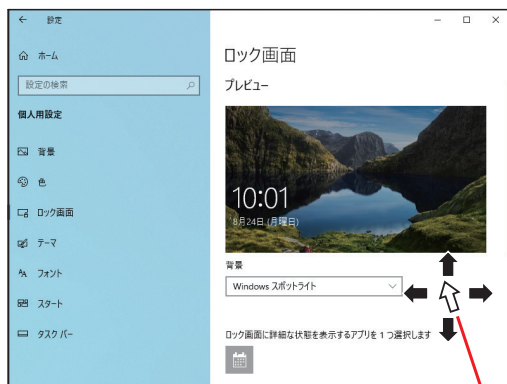 設定
ホーム
設定の検索
個人用設定
背景
色
ロック画面
テーマ
フォント
スタート
タスク バー
ロック画面
プレビュー
10:01
8月24日 (月曜日)
背景
Windows スポットライト
ロック画面に詳細な状態を表示するアプリを 1 つ選択します